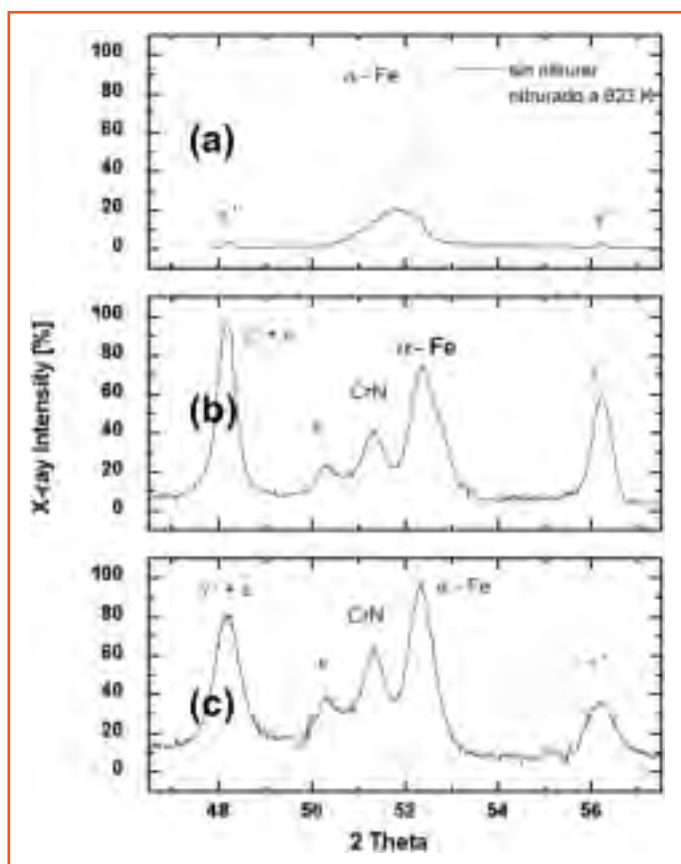 100
80
60
40
20
0
α - Fe
sin nitrurar
nitrurado a 823 K
(a)
X-ray Intensity [%]
100
80
60
40
20
0
α - Fe
CrN
(b)
100
80
60
40
20
0
γ' + ε
α - Fe
CrN
ε
(c)
48 50 52 54 56
2 Theta